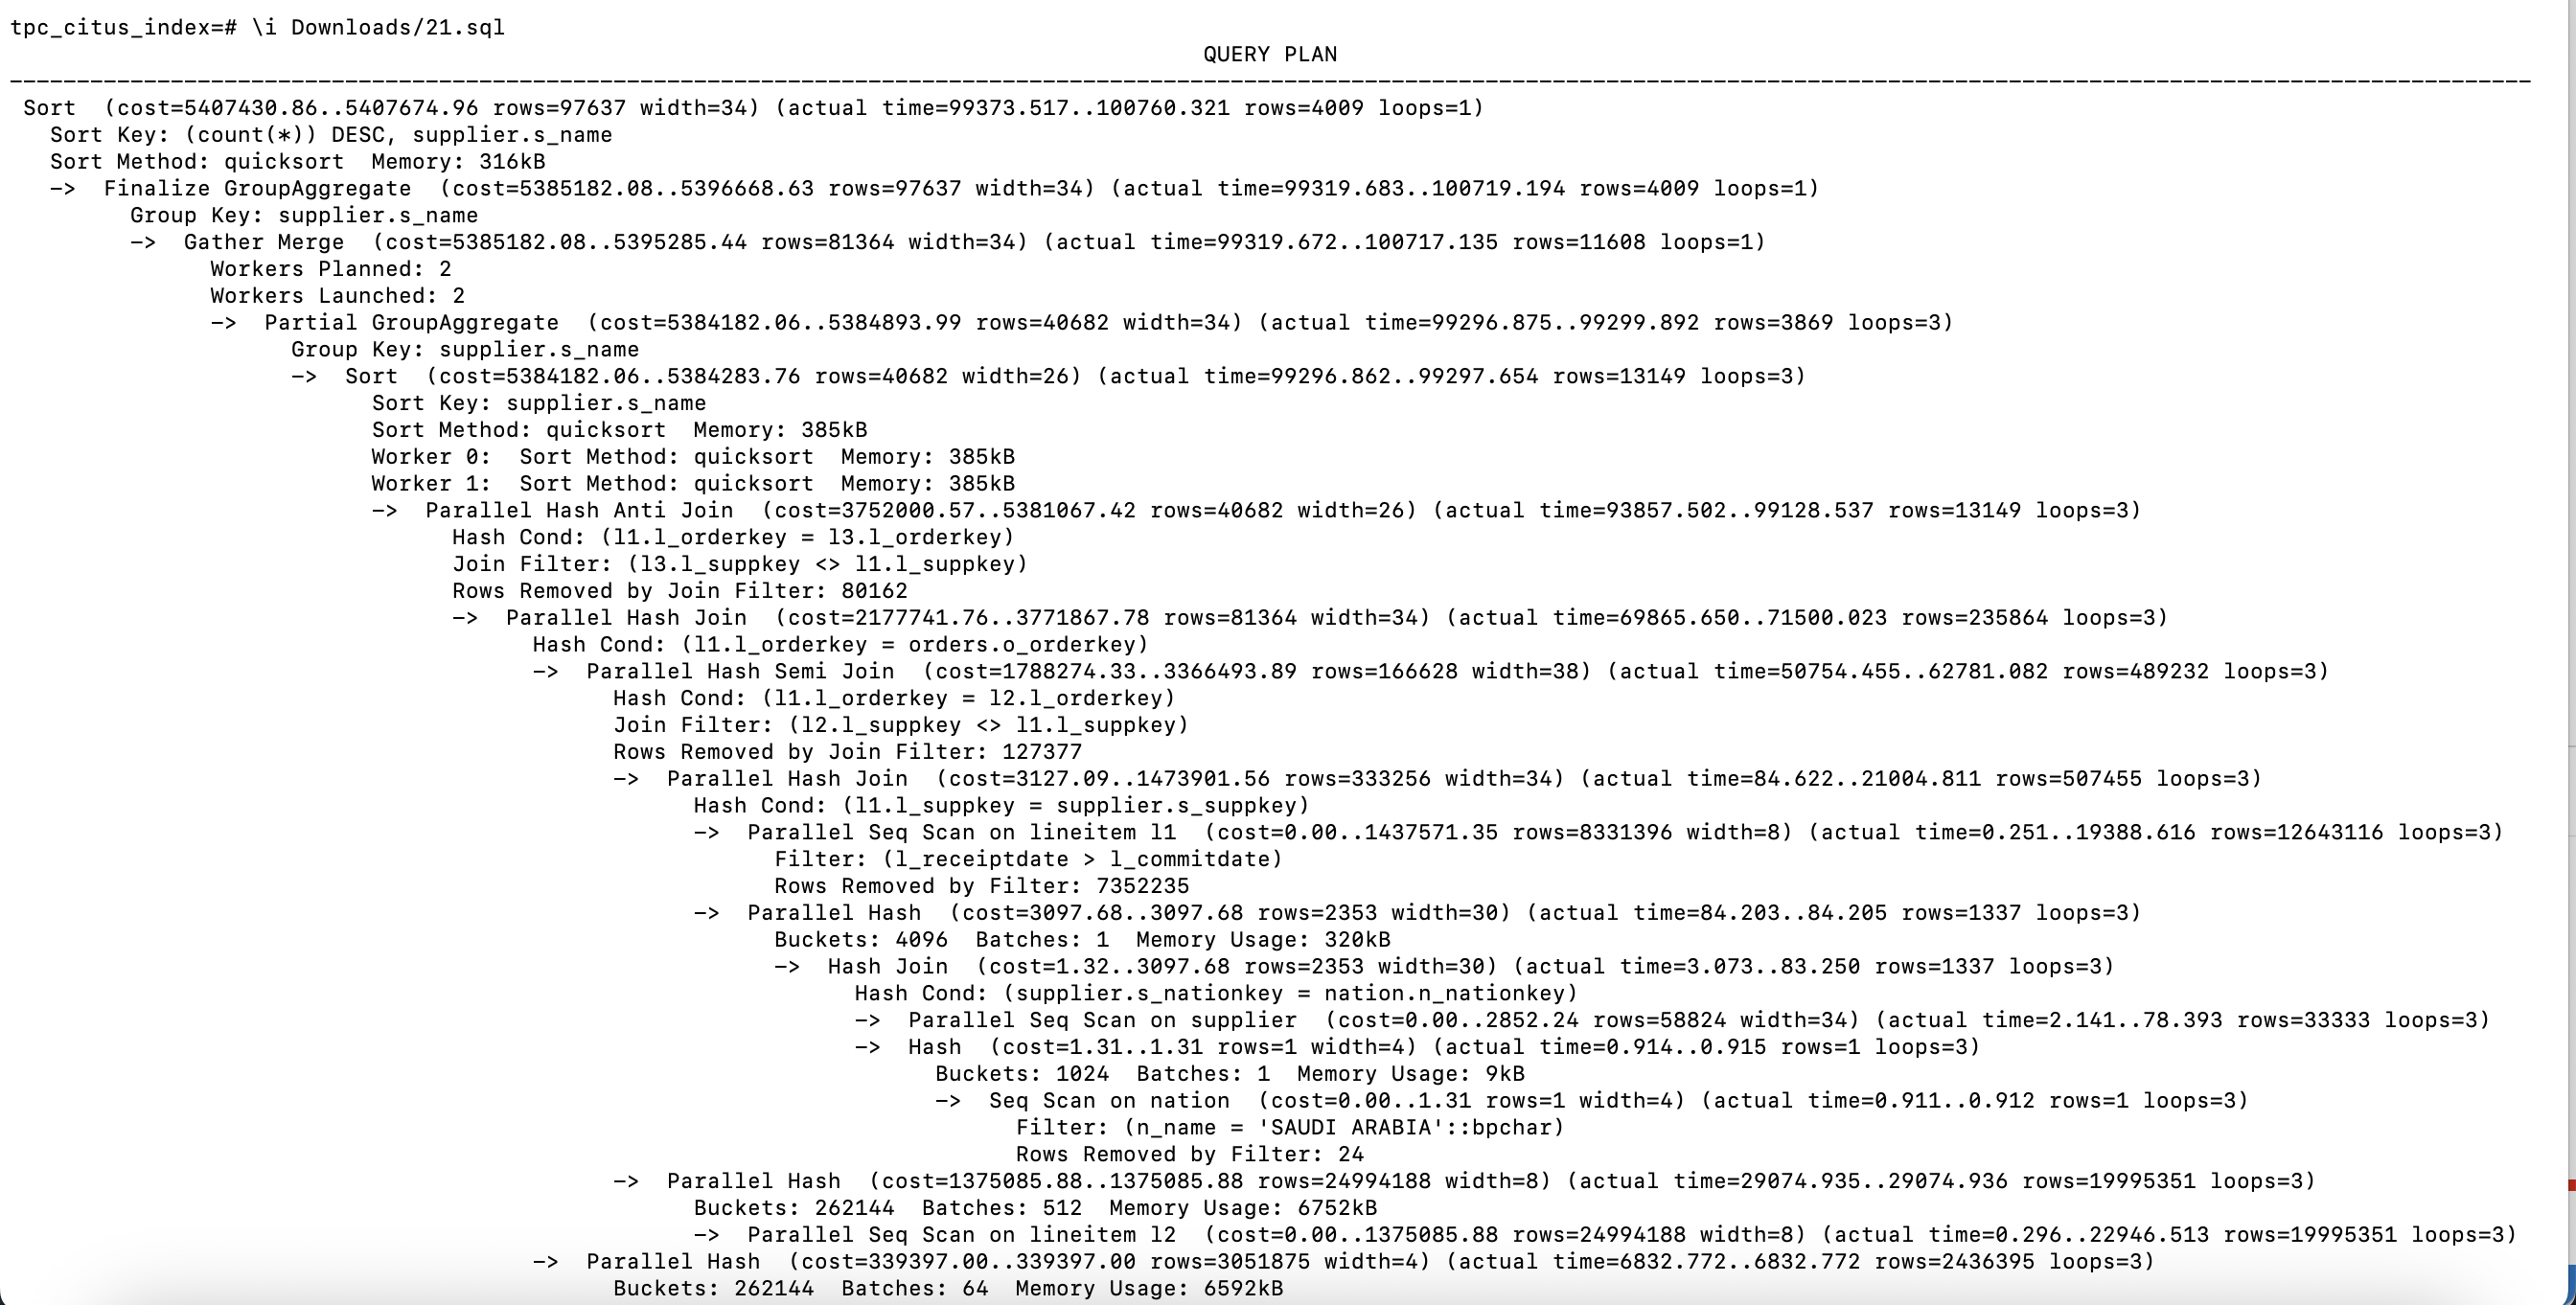 tpc_citus_index=# \i Downloads/21.sql
QUERY PLAN
--------------------------------------------------------------------------------------------------------------------------------------------------------------------------------------------
Sort  (cost=5407430.86..5407674.96 rows=97637 width=34) (actual time=99373.517..100760.321 rows=4009 loops=1)
Sort Key: (count(*)) DESC, supplier.s_name
Sort Method: quicksort  Memory: 316kB
->  Finalize GroupAggregate  (cost=5385182.08..5396668.63 rows=97637 width=34) (actual time=99319.683..100719.194 rows=4009 loops=1)
Group Key: supplier.s_name
->  Gather Merge  (cost=5385182.08..5395285.44 rows=81364 width=34) (actual time=99319.672..100717.135 rows=11608 loops=1)
Workers Planned: 2
Workers Launched: 2
->  Partial GroupAggregate  (cost=5384182.06..5384893.99 rows=40682 width=34) (actual time=99296.875..99299.892 rows=3869 loops=3)
Group Key: supplier.s_name
->  Sort  (cost=5384182.06..5384283.76 rows=40682 width=26) (actual time=99296.862..99297.654 rows=13149 loops=3)
Sort Key: supplier.s_name
Sort Method: quicksort  Memory: 385kB
Worker 0:  Sort Method: quicksort  Memory: 385kB
Worker 1:  Sort Method: quicksort  Memory: 385kB
->  Parallel Hash Anti Join  (cost=3752000.57..5381067.42 rows=40682 width=26) (actual time=93857.502..99128.537 rows=13149 loops=3)
Hash Cond: (l1.l_orderkey = l3.l_orderkey)
Join Filter: (l3.l_suppkey <> l1.l_suppkey)
Rows Removed by Join Filter: 80162
->  Parallel Hash Join  (cost=2177741.76..3771867.78 rows=81364 width=34) (actual time=69865.650..71500.023 rows=235864 loops=3)
Hash Cond: (l1.l_orderkey = orders.o_orderkey)
->  Parallel Hash Semi Join  (cost=1788274.33..3366493.89 rows=166628 width=38) (actual time=50754.455..62781.082 rows=489232 loops=3)
Hash Cond: (l1.l_orderkey = l2.l_orderkey)
Join Filter: (l2.l_suppkey <> l1.l_suppkey)
Rows Removed by Join Filter: 127377
->  Parallel Hash Join  (cost=3127.09..1473901.56 rows=333256 width=34) (actual time=84.622..21004.811 rows=507455 loops=3)
Hash Cond: (l1.l_suppkey = supplier.s_suppkey)
->  Parallel Seq Scan on lineitem l1  (cost=0.00..1437571.35 rows=8331396 width=8) (actual time=0.251..19388.616 rows=12643116 loops=3)
Filter: (l_receiptdate > l_commitdate)
Rows Removed by Filter: 7352235
->  Parallel Hash  (cost=3097.68..3097.68 rows=2353 width=30) (actual time=84.203..84.205 rows=1337 loops=3)
Buckets: 4096  Batches: 1  Memory Usage: 320kB
->  Hash Join  (cost=1.32..3097.68 rows=2353 width=30) (actual time=3.073..83.250 rows=1337 loops=3)
Hash Cond: (supplier.s_nationkey = nation.n_nationkey)
->  Parallel Seq Scan on supplier  (cost=0.00..2852.24 rows=58824 width=34) (actual time=2.141..78.393 rows=33333 loops=3)
->  Hash  (cost=1.31..1.31 rows=1 width=4) (actual time=0.914..0.915 rows=1 loops=3)
Buckets: 1024  Batches: 1  Memory Usage: 9kB
->  Seq Scan on nation  (cost=0.00..1.31 rows=1 width=4) (actual time=0.911..0.912 rows=1 loops=3)
Filter: (n_name = 'SAUDI ARABIA'::bpchar)
Rows Removed by Filter: 24
->  Parallel Hash  (cost=1375085.88..1375085.88 rows=24994188 width=8) (actual time=29074.935..29074.936 rows=19995351 loops=3)
Buckets: 262144  Batches: 512  Memory Usage: 6752kB
->  Parallel Seq Scan on lineitem l2  (cost=0.00..1375085.88 rows=24994188 width=8) (actual time=0.296..22946.513 rows=19995351 loops=3)
->  Parallel Hash  (cost=339397.00..339397.00 rows=3051875 width=4) (actual time=6832.772..6832.772 rows=2436395 loops=3)
Buckets: 262144  Batches: 64  Memory Usage: 6592kB